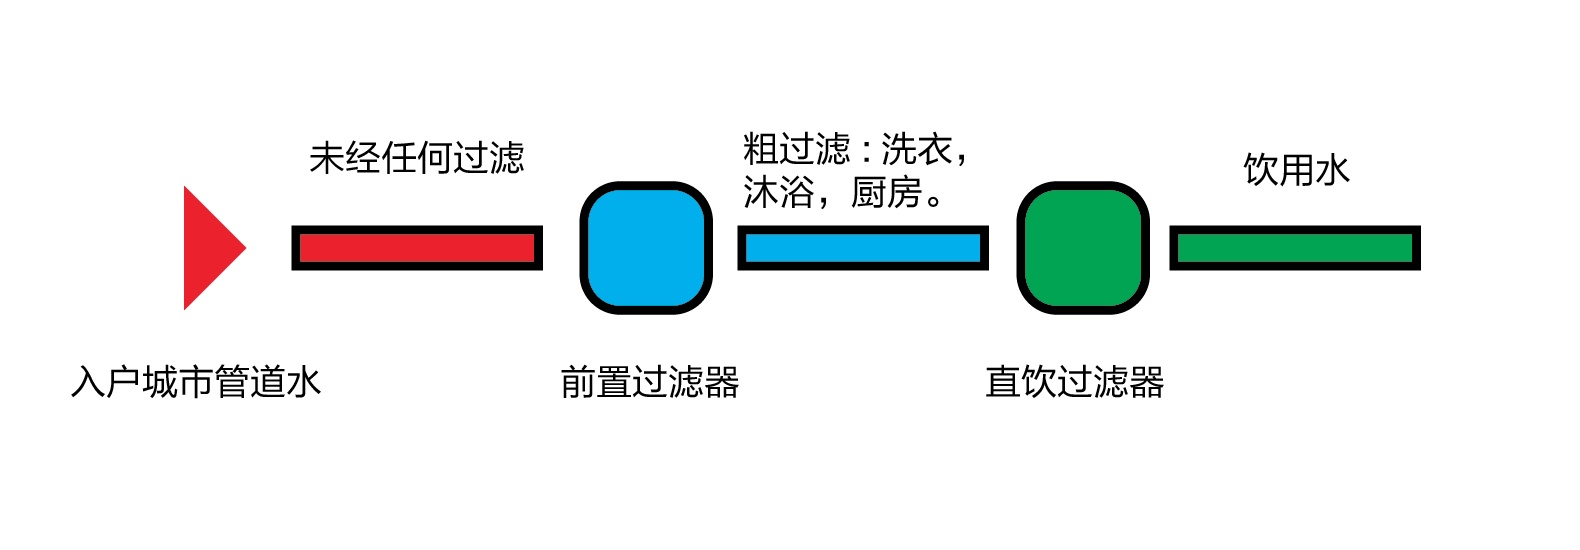 未经任何过滤
粗过滤：洗衣，
沐浴，厨房。
饮用水
入户城市管道水
前置过滤器
直饮过滤器